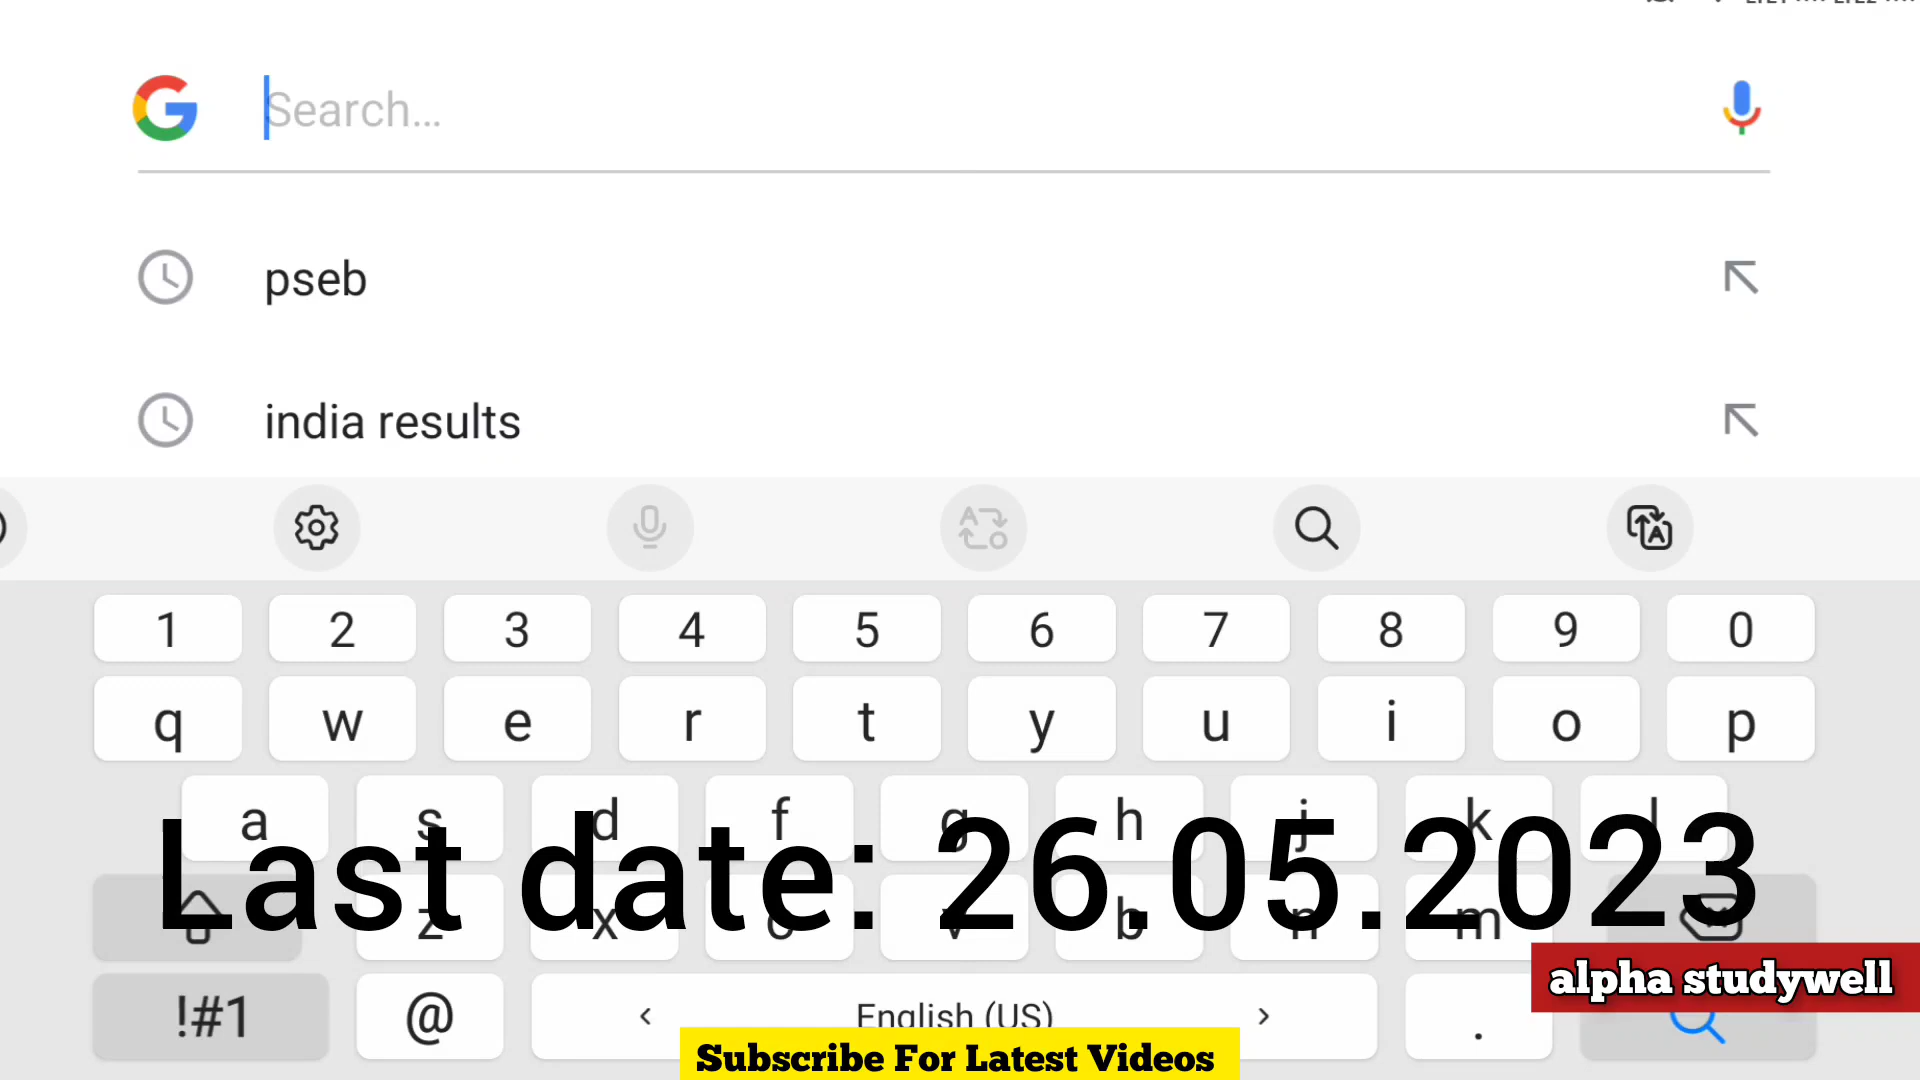 Search...
pseb
india results
1 2 3 4 5 6 7 8 9 0
q w e r t y u i o p
a s d f g h j k l
Last date: 26.05.2023
z x c v b n m
alpha studywell
!#1 @ < English (US) > .
Subscribe For Latest Videos